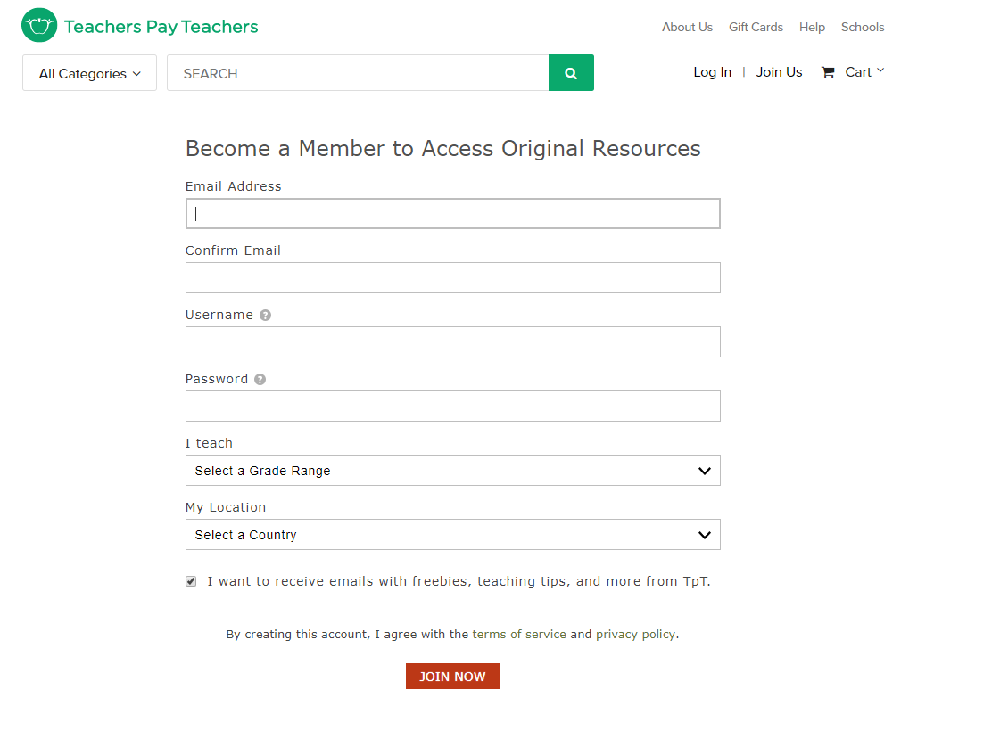 Teachers Pay Teachers
About Us Gift Cards Help Schools
All Categories SEARCH Log In | Join Us Cart
Become a Member to Access Original Resources
Email Address
Confirm Email
Username ?
Password ?
I teach
Select a Grade Range
My Location
Select a Country
I want to receive emails with freebies, teaching tips, and more from TpT.
By creating this account, I agree with the terms of service and privacy policy.
JOIN NOW